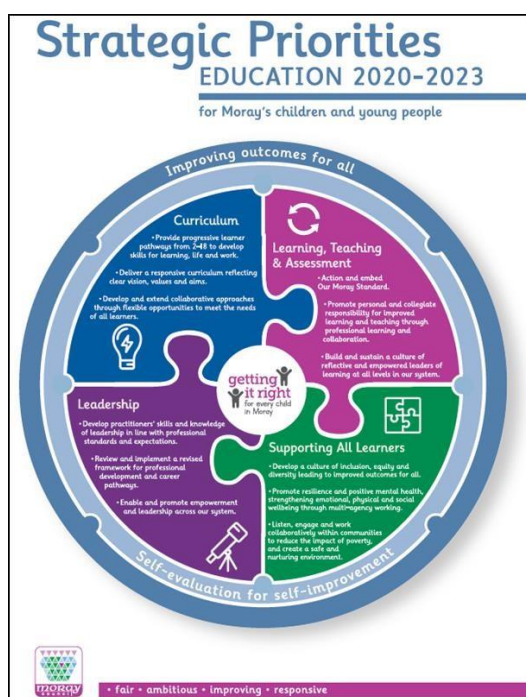 Strategic Priorities
EDUCATION 2020-2023
for Moray's children and young people
Improving outcomes for all
Curriculum
• Provide progressive learner
pathways from 2-18 to develop
skills for learning, life and work.
• Deliver a responsive curriculum reflecting
clear vision, values and aims.
• Develop and extend collaborative approaches
through flexible opportunities to meet the needs
of all learners.
Learning, Teaching
& Assessment
• Action and embed
Our Moray Standard.
• Promote personal and collegiate
responsibility for improved
learning and teaching through
professional learning and
collaboration.
• Build and sustain a culture of
reflective and empowered leaders of
learning at all levels in our system.
getting
it right
for every child
in Moray
Leadership
• Develop practitioners' skills and knowledge
of leadership in line with professional
standards and expectations.
• Review and implement a revised
framework for professional
development and career
pathways.
• Enable and promote empowerment
and leadership across our system.
Supporting All Learners
• Develop a culture of inclusion, equity and
diversity leading to improved outcomes for all.
• Promote resilience and positive mental health,
strengthening emotional, physical and social
wellbeing through multi-agency working.
• Listen, engage and work
collaboratively within communities
to reduce the impact of poverty,
and create a safe and
nurturing environment.
Self-evaluation for self-improvement
moray
council
• fair • ambitious • improving • responsive